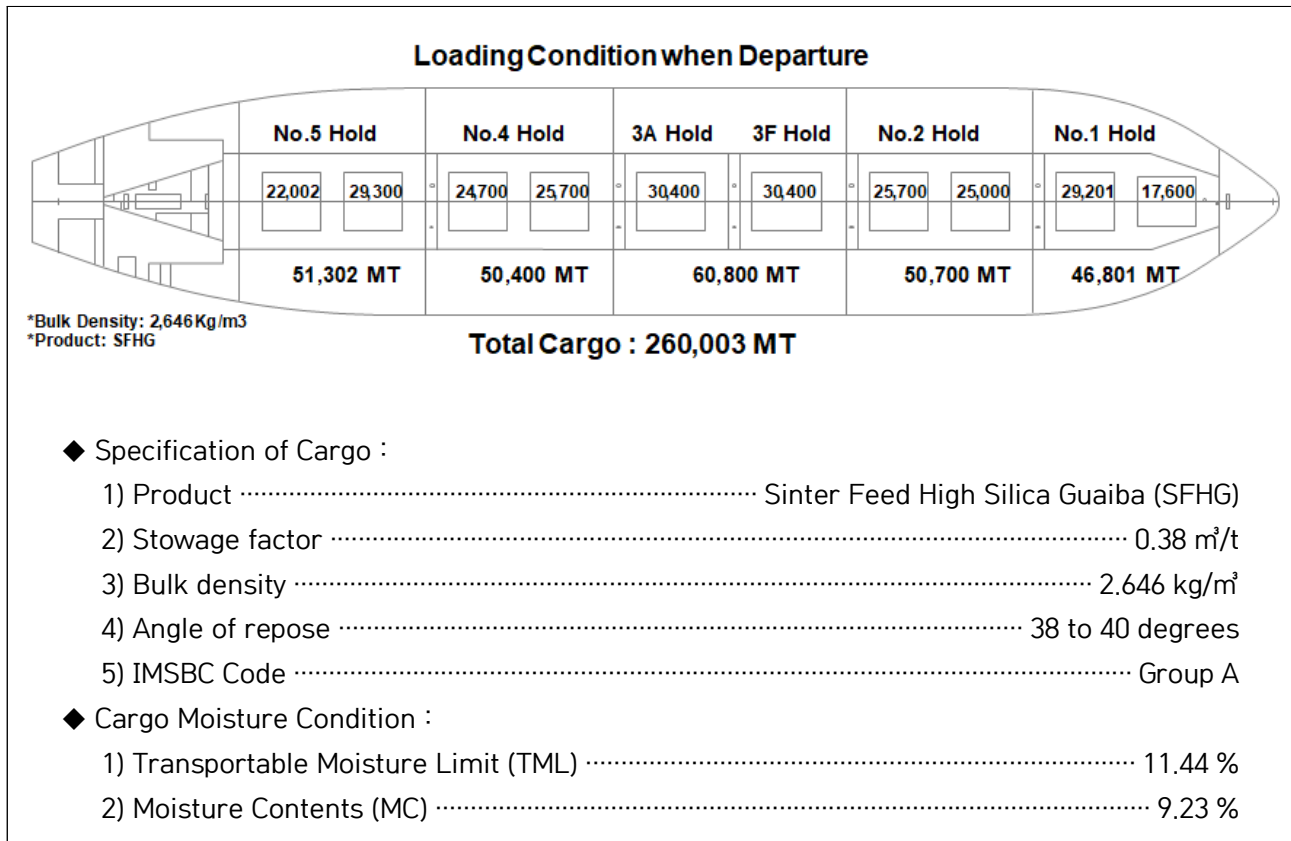 Loading Condition when Departure
No.5 Hold No.4 Hold 3A Hold 3F Hold No.2 Hold No.1 Hold
22,002 29,300 24,700 25,700 30,400 30,400 25,700 25,000 29,201 17,600
51,302 MT 50,400 MT 60,800 MT 50,700 MT 46,801 MT
*Bulk Density: 2,646Kg/m3
*Product: SFHG
Total Cargo : 260,003 MT
◆ Specification of Cargo :
1) Product ⋯⋯⋯⋯⋯⋯⋯⋯⋯⋯⋯⋯ Sinter Feed High Silica Guaiba (SFHG)
2) Stowage factor ⋯⋯⋯⋯⋯⋯⋯⋯⋯⋯⋯⋯ 0.38 ㎥/t
3) Bulk density ⋯⋯⋯⋯⋯⋯⋯⋯⋯⋯⋯⋯ 2.646 kg/㎥
4) Angle of repose ⋯⋯⋯⋯⋯⋯⋯⋯⋯⋯⋯⋯ 38 to 40 degrees
5) IMSBC Code ⋯⋯⋯⋯⋯⋯⋯⋯⋯⋯⋯⋯ Group A
◆ Cargo Moisture Condition :
1) Transportable Moisture Limit (TML) ⋯⋯⋯⋯⋯⋯⋯⋯⋯⋯⋯⋯ 11.44 %
2) Moisture Contents (MC) ⋯⋯⋯⋯⋯⋯⋯⋯⋯⋯⋯⋯ 9.23 %